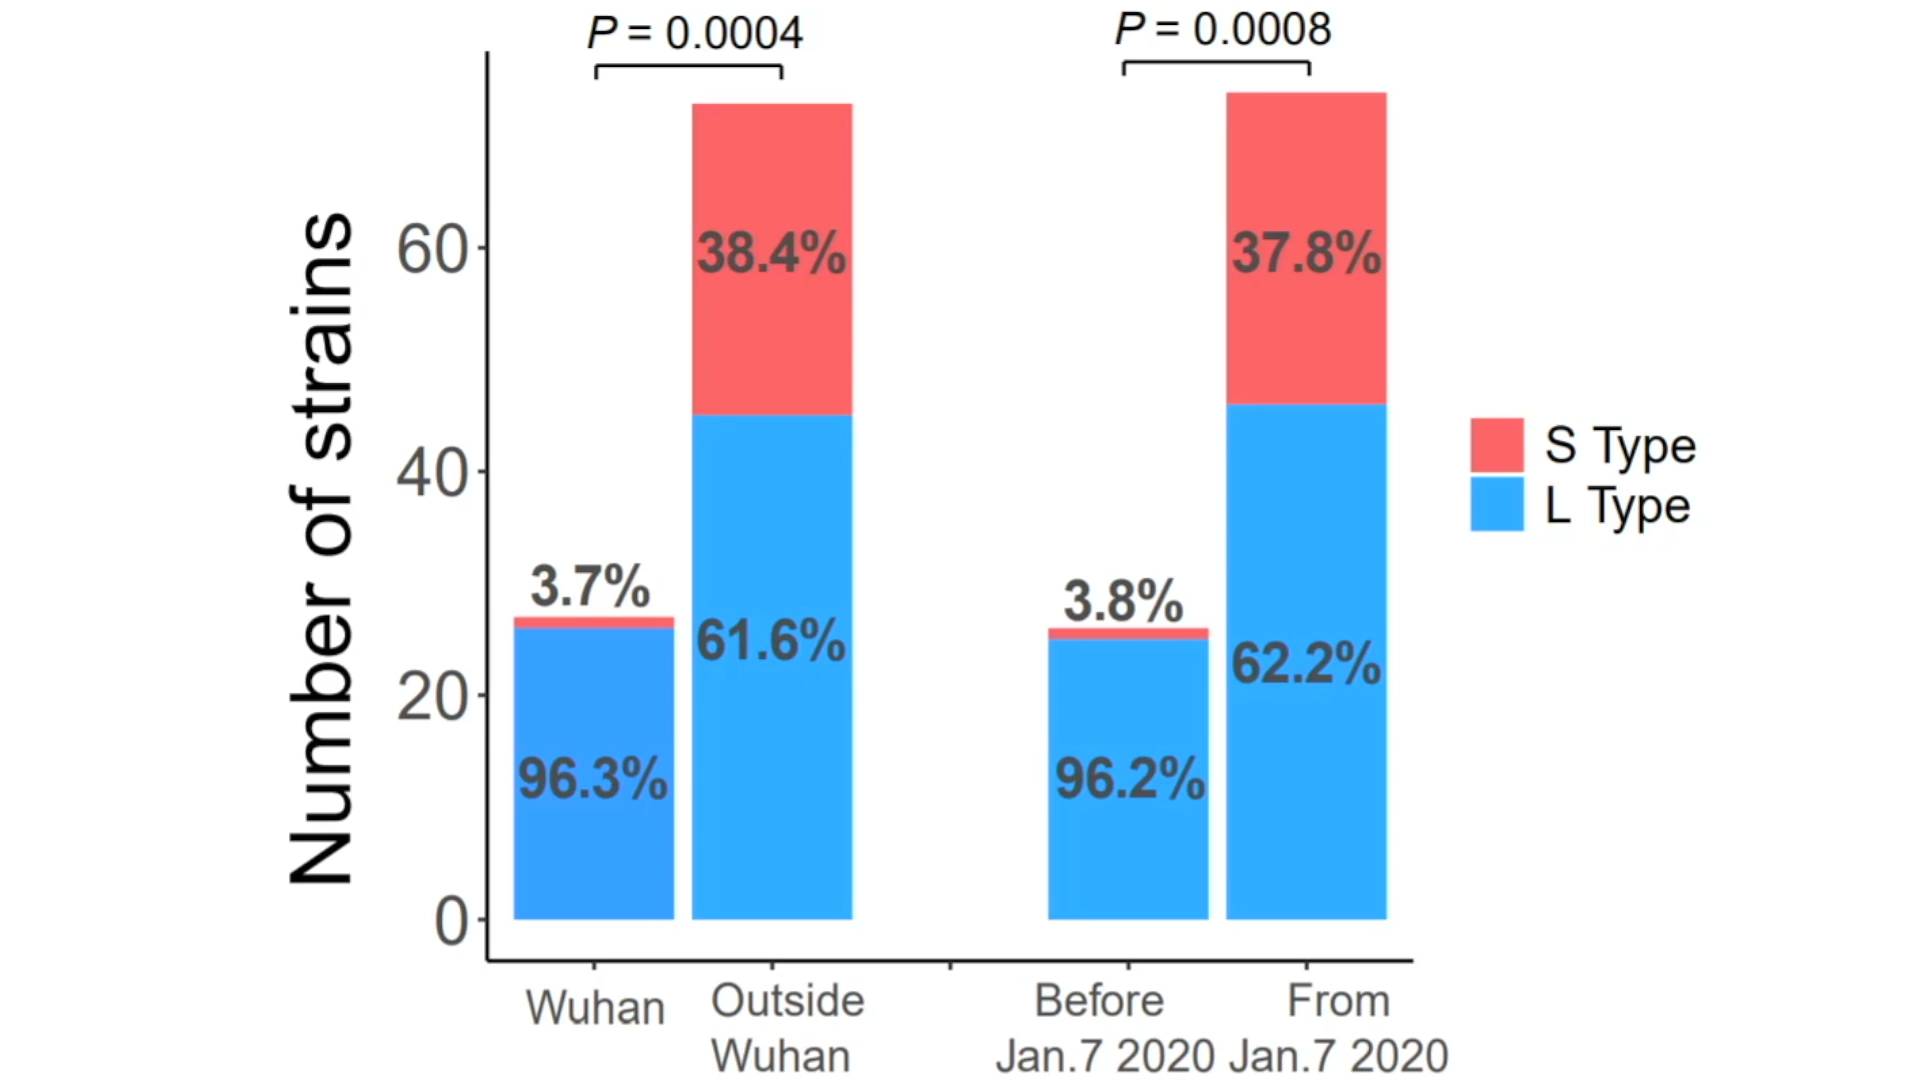 P = 0.0004
P = 0.0008
Number of strains
60
40
20
0
38.4%
37.8%
3.7%
61.6%
3.8%
62.2%
96.3%
96.2%
S Type
L Type
Wuhan
Outside
Wuhan
Before
Jan.7 2020
From
Jan.7 2020